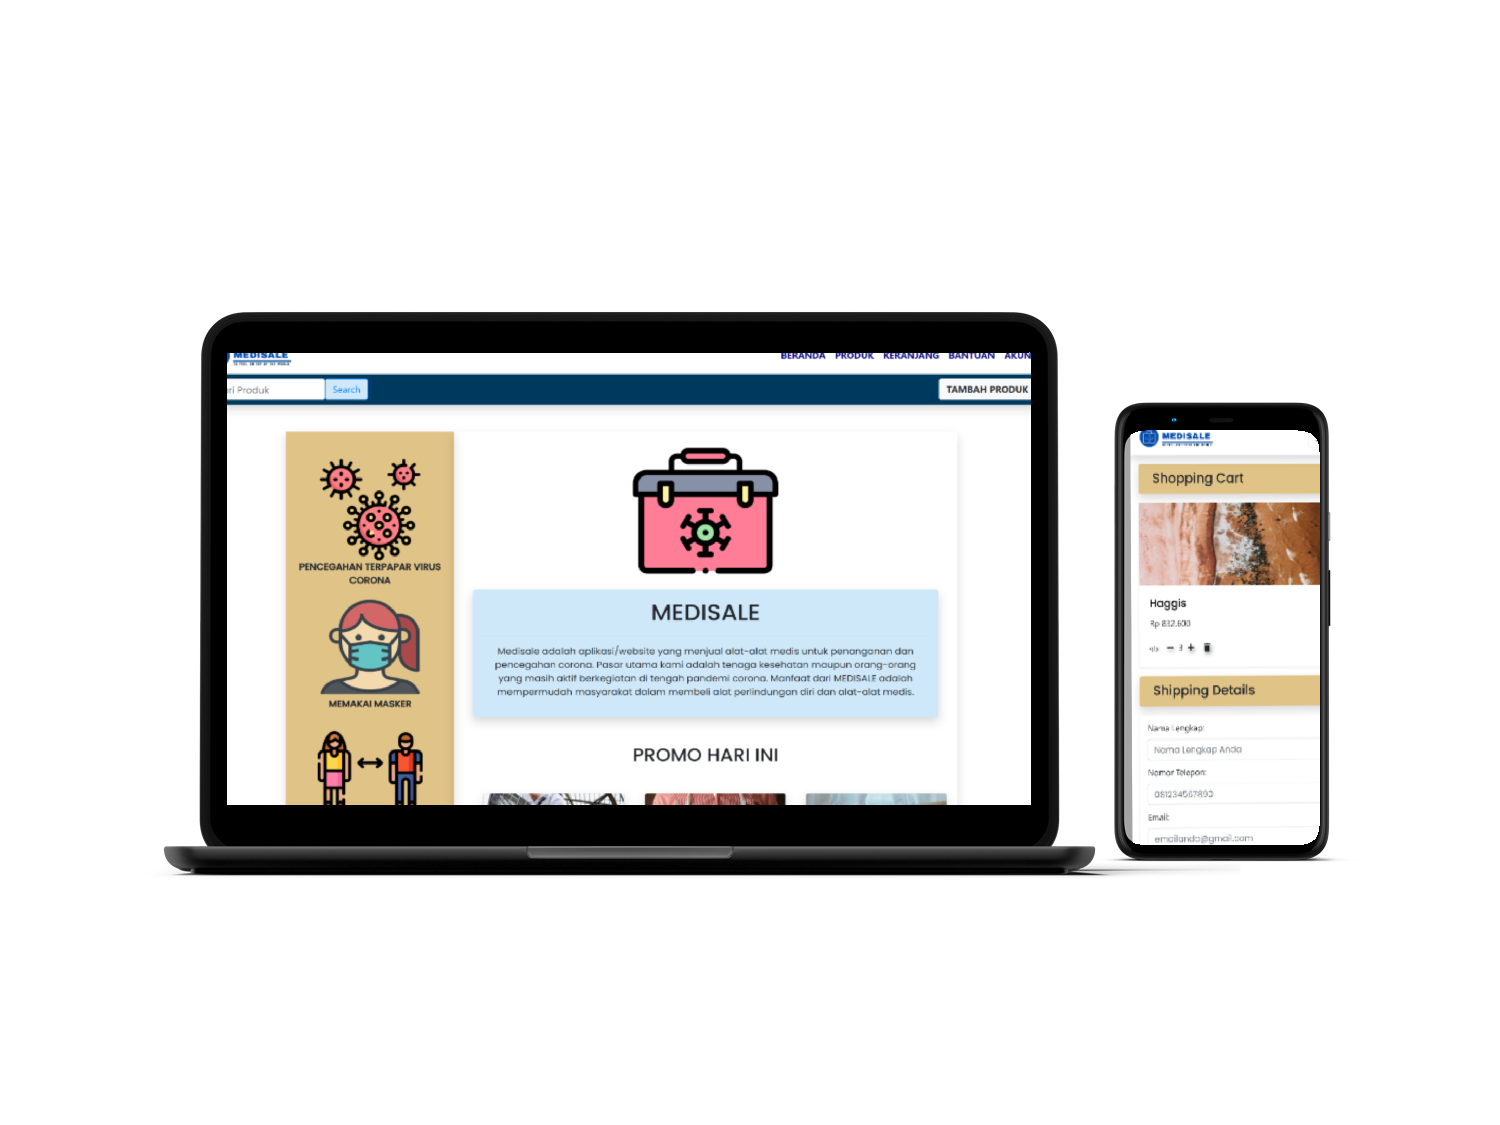 MEDISALE
BERANDA PRODUK KERANJANG BANTUAN AKUN
ri Produk
Search
TAMBAH PRODUK
PENCEGAHAN TERPAPAR VIRUS
CORONA
MEMAKAI MASKER
MEDISALE
Medisale adalah aplikasi/website yang menjual alat-alat medis untuk penanganan dan
pencegahan corona. Pasar utama kami adalah tenaga kesehatan maupun orang-orang
yang masih aktif berkegiatan di tengah pandemi corona. Manfaat dari MEDISALE adalah
mempermudah masyarakat dalam membeli alat perlindungan diri dan alat-alat medis.
PROMO HARI INI
MEDISALE
Shopping Cart
Haggis
Rp 832.600
3
Shipping Details
Nama Lengkap:
Nama Lengkap Anda
Nomor Telepon:
081234567890
Email:
emailanda@gmail.com